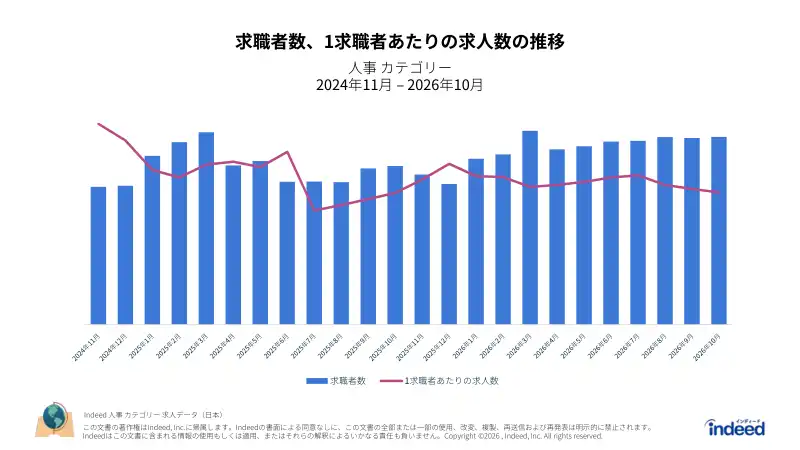 求職者数、1求職者あたりの求人数の推移
人事 カテゴリー
2024年11月 – 2026年10月
2024年11月
2024年12月
2025年1月
2025年2月
2025年3月
2025年4月
2025年5月
2025年6月
2025年7月
2025年8月
2025年9月
2025年10月
2025年11月
2025年12月
2026年1月
2026年2月
2026年3月
2026年4月
2026年5月
2026年6月
2026年7月
2026年8月
2026年9月
2026年10月
求職者数
1求職者あたりの求人数
Indeed 人事 カテゴリー 求人データ（日本）
この文書の著作権はIndeed, Inc.に帰属します。Indeedの書面による同意なしに、この文書の全部または一部の使用、改変、複製、再送信および再発表は明示的に禁止されます。
Indeedはこの文書に含まれる情報の使用もしくは適用、またはそれらの解釈によるいかなる責任も負いません。Copyright ©2026 , Indeed, Inc. All rights reserved.
インディード
indeed